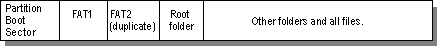 Partition
Boot
Sector
FAT1
FAT2
(duplicate)
Root
folder
Other folders and all files.